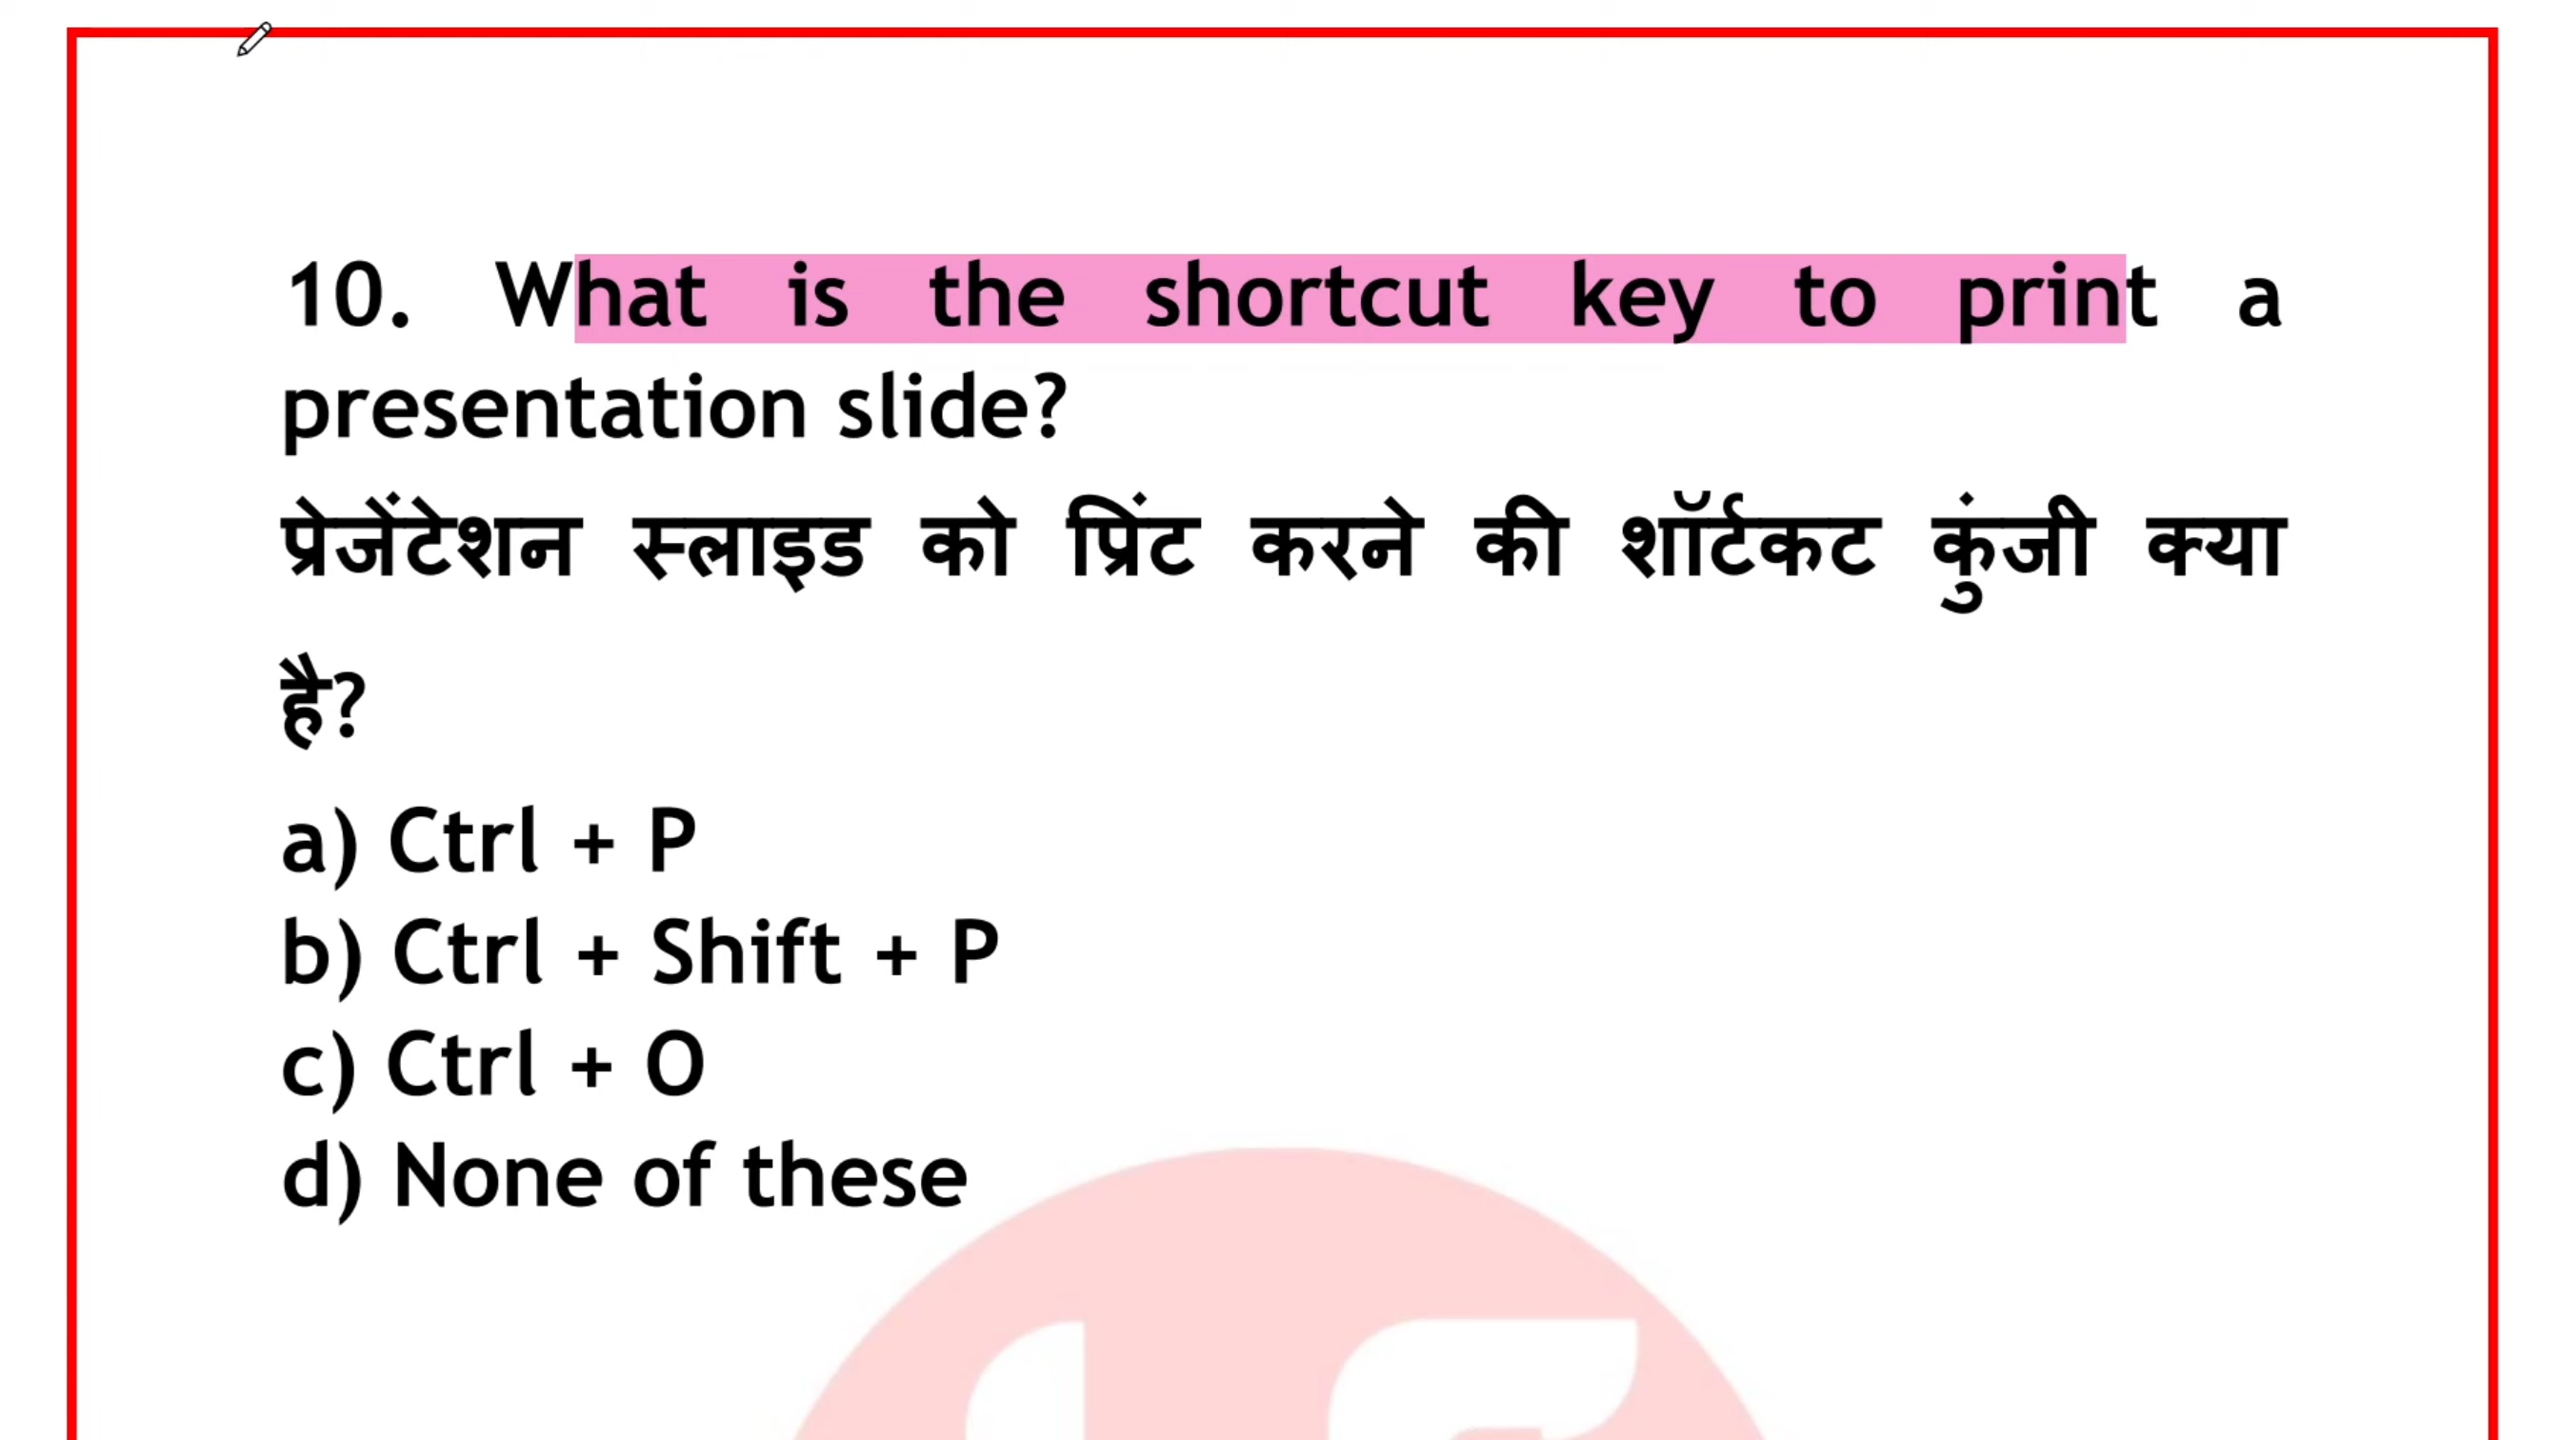 10. What is the shortcut key to print a
presentation slide?
प्रेजेंटेशन स्लाइड को प्रिंट करने की शॉर्टकट कुंजी क्या
है?
a) Ctrl + P
b) Ctrl + Shift + P
c) Ctrl + O
d) None of these